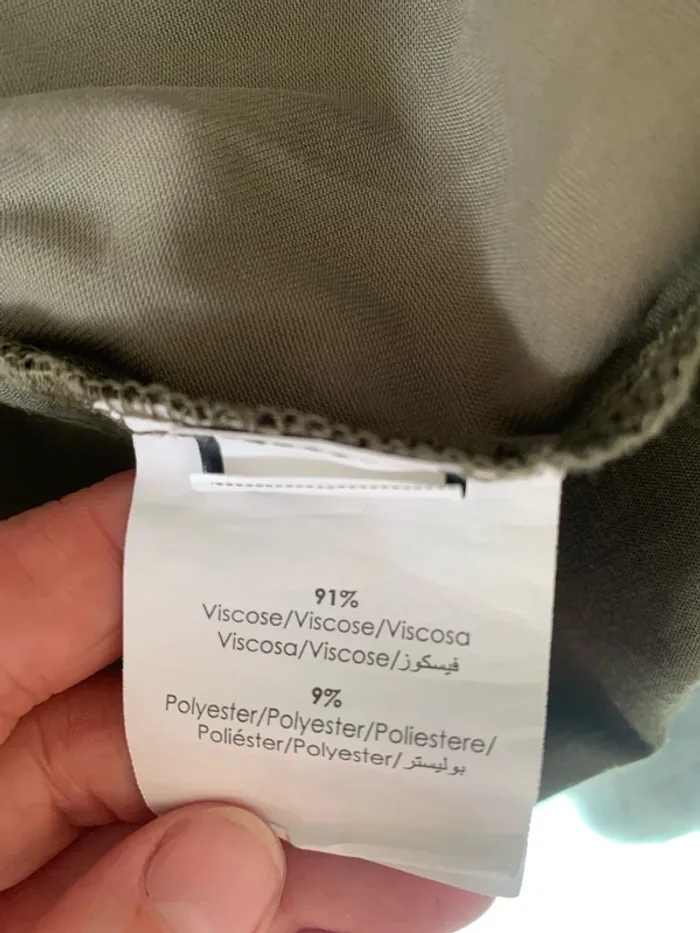 91%
Viscose/Viscose/Viscosa
Viscosa/Viscose/فيسكوز
9%
Polyester/Polyester/Poliestere/
Poliéster/Polyester/بوليستر